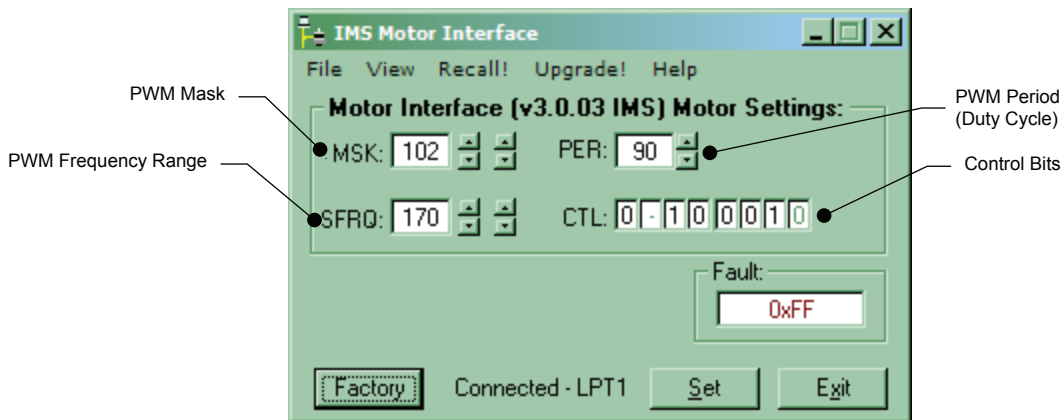 IMS Motor Interface
File View Recall! Upgrade! Help
Motor Interface (v3.0.03 IMS) Motor Settings:
PWM Mask
MSK: 102
PER: 90
PWM Period
(Duty Cycle)
PWM Frequency Range
SFRQ: 170
CTL: 0 - 1 0 0 0 1 0
Control Bits
Fault:
0xFF
Factory
Connected - LPT1
Set
Exit